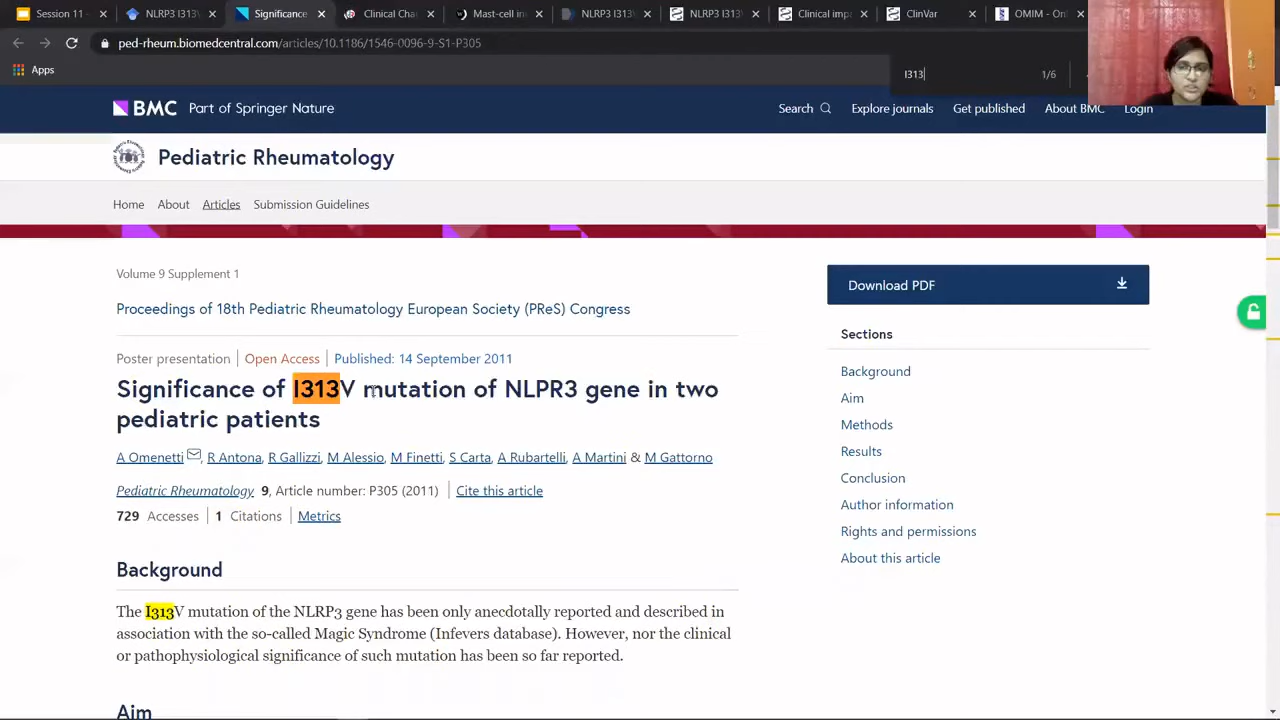 Session 11 -
NLRP3 I313V
Significance
Clinical Cha
Mast-cell in
NLRP3 I313V
NLRP3 I313V
Clinical imp
ClinVar
OMIM - Onl
ped-rheum.biomedcentral.com/articles/10.1186/1546-0096-9-S1-P305
Apps
I313
1/6
BMC Part of Springer Nature
Search
Explore journals
Get published
About BMC
Login
Pediatric Rheumatology
Home
About
Articles
Submission Guidelines
Volume 9 Supplement 1
Download PDF
Proceedings of 18th Pediatric Rheumatology European Society (PReS) Congress
Sections
Poster presentation | Open Access | Published: 14 September 2011
Background
Significance of I313V mutation of NLPR3 gene in two
pediatric patients
Aim
Methods
Results
A Omenetti, R Antona, R Gallizzi, M Alessio, M Finetti, S Carta, A Rubartelli, A Martini & M Gattorno
Conclusion
Pediatric Rheumatology 9, Article number: P305 (2011) | Cite this article
Author information
729 Accesses | 1 Citations | Metrics
Rights and permissions
About this article
Background
The I313V mutation of the NLRP3 gene has been only anecdotally reported and described in
association with the so-called Magic Syndrome (Infevers database). However, nor the clinical
or pathophysiological significance of such mutation has been so far reported.
Aim